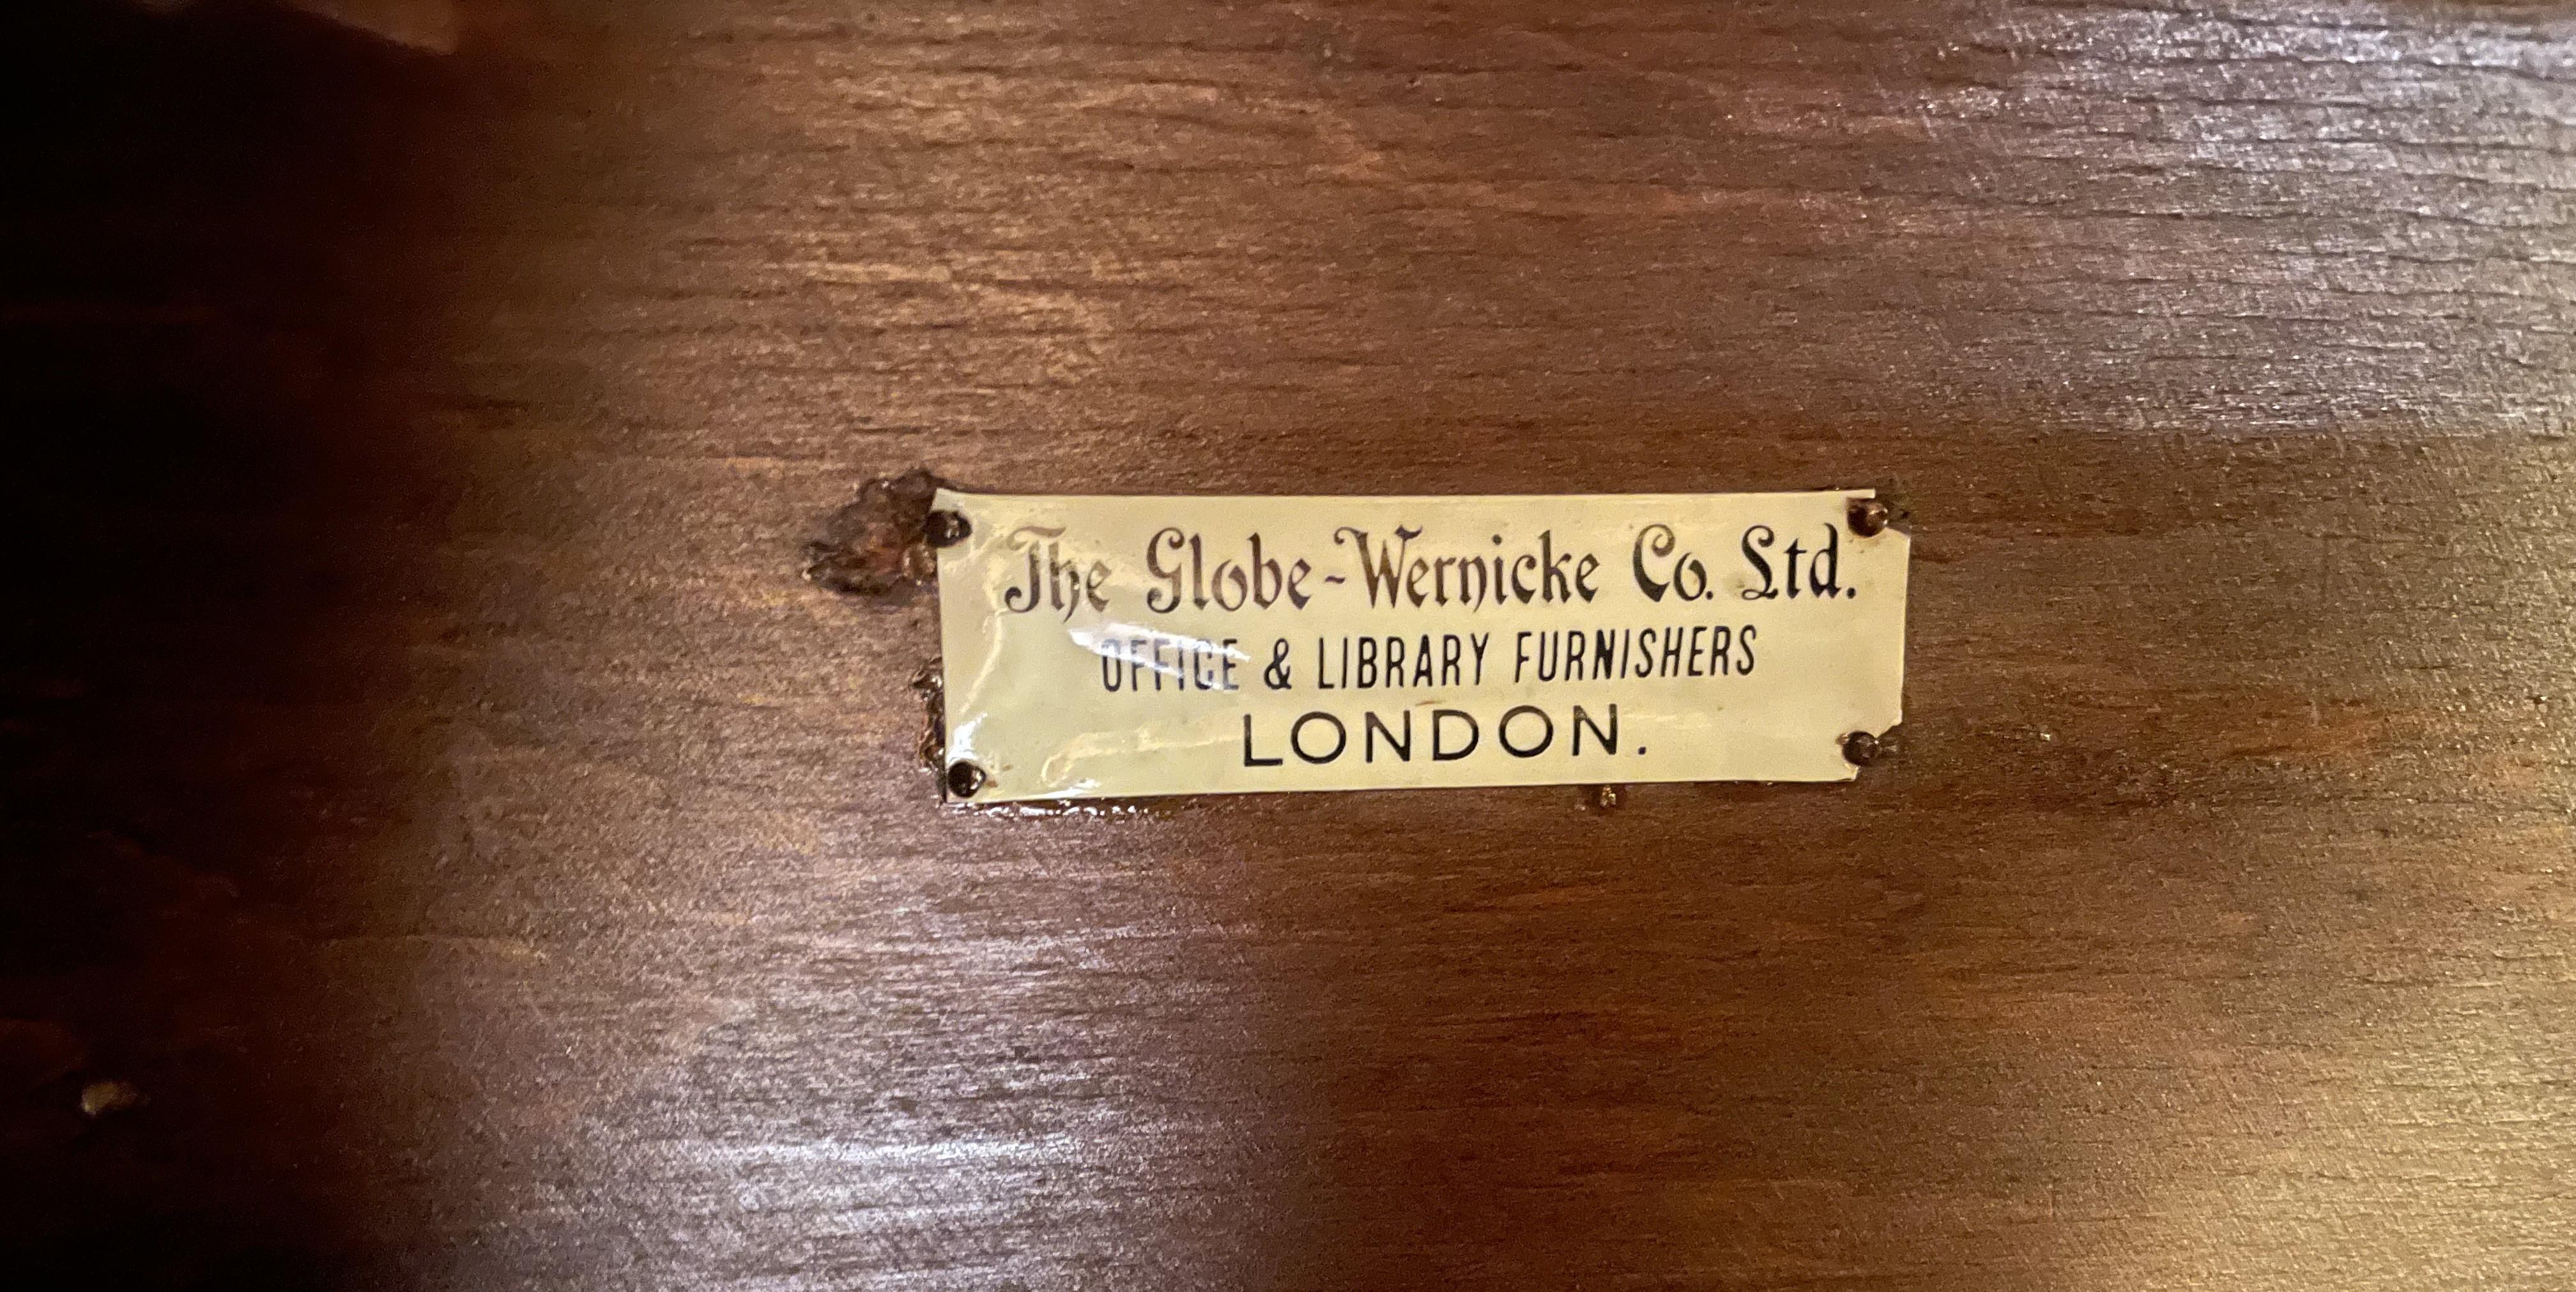 The Globe-Wernicke Co. Ltd.
OFFICE & LIBRARY FURNISHERS
LONDON.